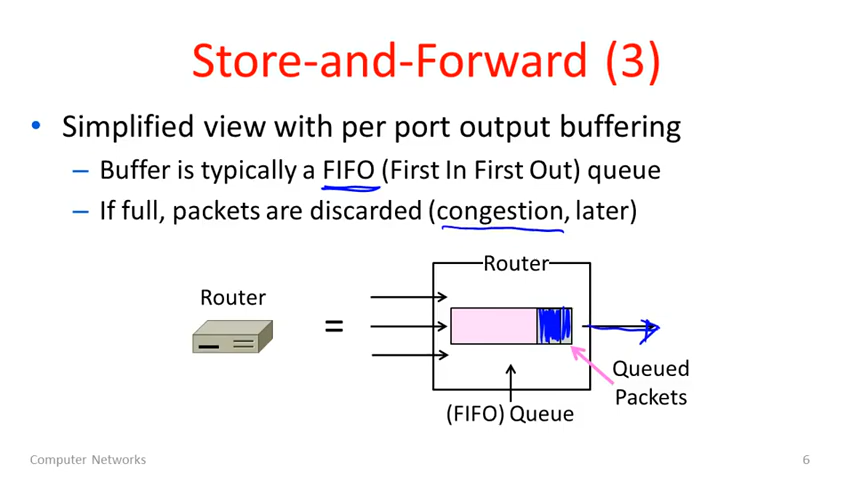 Store-and-Forward (3)
• Simplified view with per port output buffering
– Buffer is typically a FIFO (First In First Out) queue
– If full, packets are discarded (congestion, later)
Router
Router
=
Queued
Packets
(FIFO) Queue
Computer Networks
6